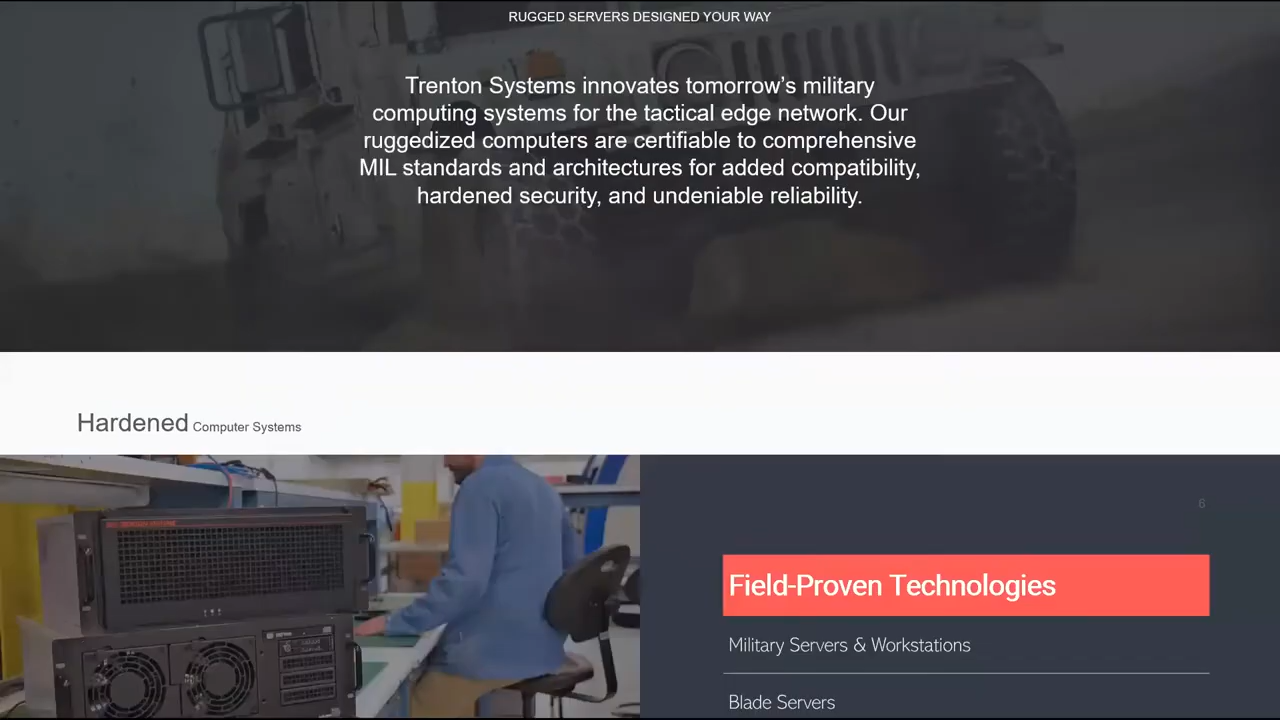 RUGGED SERVERS DESIGNED YOUR WAY
Trenton Systems innovates tomorrow’s military
computing systems for the tactical edge network. Our
ruggedized computers are certifiable to comprehensive
MIL standards and architectures for added compatibility,
hardened security, and undeniable reliability.
Hardened Computer Systems
6
Field-Proven Technologies
Military Servers & Workstations
Blade Servers